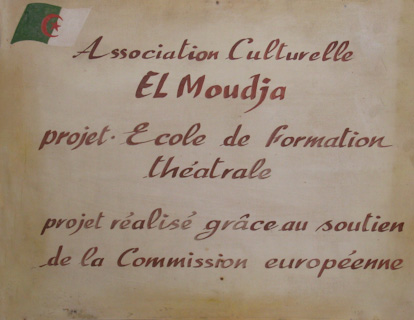 Association Culturelle
EL Moudja
projet. Ecole de Formation
théatrale
projet réalisé grâce au soutien
de la Commission européenne